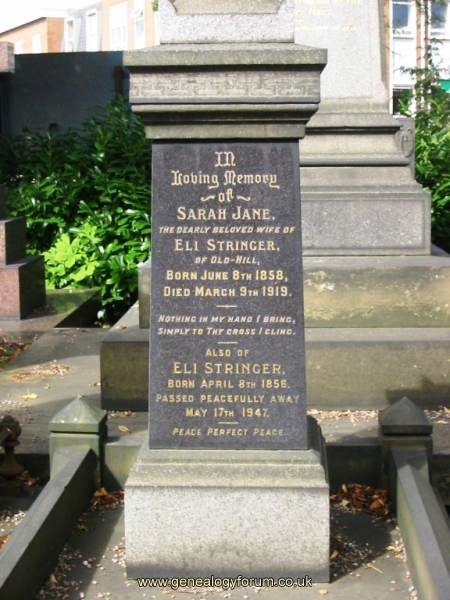 In
Loving Memory
of
SARAH JANE,
THE DEARLY BELOVED WIFE OF
ELI STRINGER,
OF OLD-HILL,
BORN JUNE 8TH 1858,
DIED MARCH 9TH 1919.
NOTHING IN MY HAND I BRING,
SIMPLY TO THY CROSS I CLING.
ALSO OF
ELI STRINGER,
BORN APRIL 8TH 1856.
PASSED PEACEFULLY AWAY
MAY 17TH 1947.
PEACE PERFECT PEACE.
www.genealogyforum.co.uk